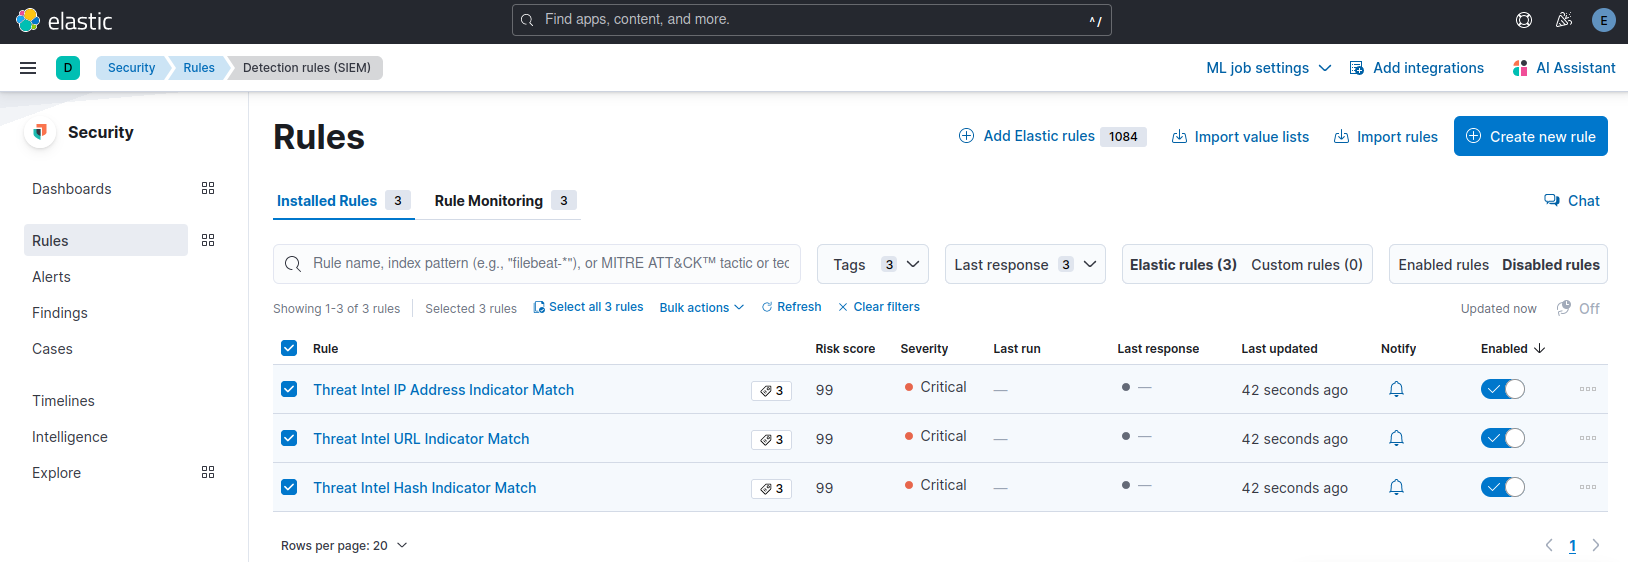 elastic
Find apps, content, and more.
^/
E
D
Security
Rules
Detection rules (SIEM)
ML job settings
Add integrations
AI Assistant
Security
Dashboards
Rules
Alerts
Findings
Cases
Timelines
Intelligence
Explore
Rules
Add Elastic rules 1084
Import value lists
Import rules
Create new rule
Installed Rules 3
Rule Monitoring 3
Chat
Rule name, index pattern (e.g., "filebeat-*"), or MITRE ATT&CK™ tactic or tec
Tags 3
Last response 3
Elastic rules (3) Custom rules (0)
Enabled rules Disabled rules
Showing 1-3 of 3 rules
Selected 3 rules
Select all 3 rules
Bulk actions
Refresh
Clear filters
Updated now
Off
Rule Risk score Severity Last run Last response Last updated Notify Enabled
Threat Intel IP Address Indicator Match 3 99 Critical — — 42 seconds ago
Threat Intel URL Indicator Match 3 99 Critical — — 42 seconds ago
Threat Intel Hash Indicator Match 3 99 Critical — — 42 seconds ago
Rows per page: 20
1